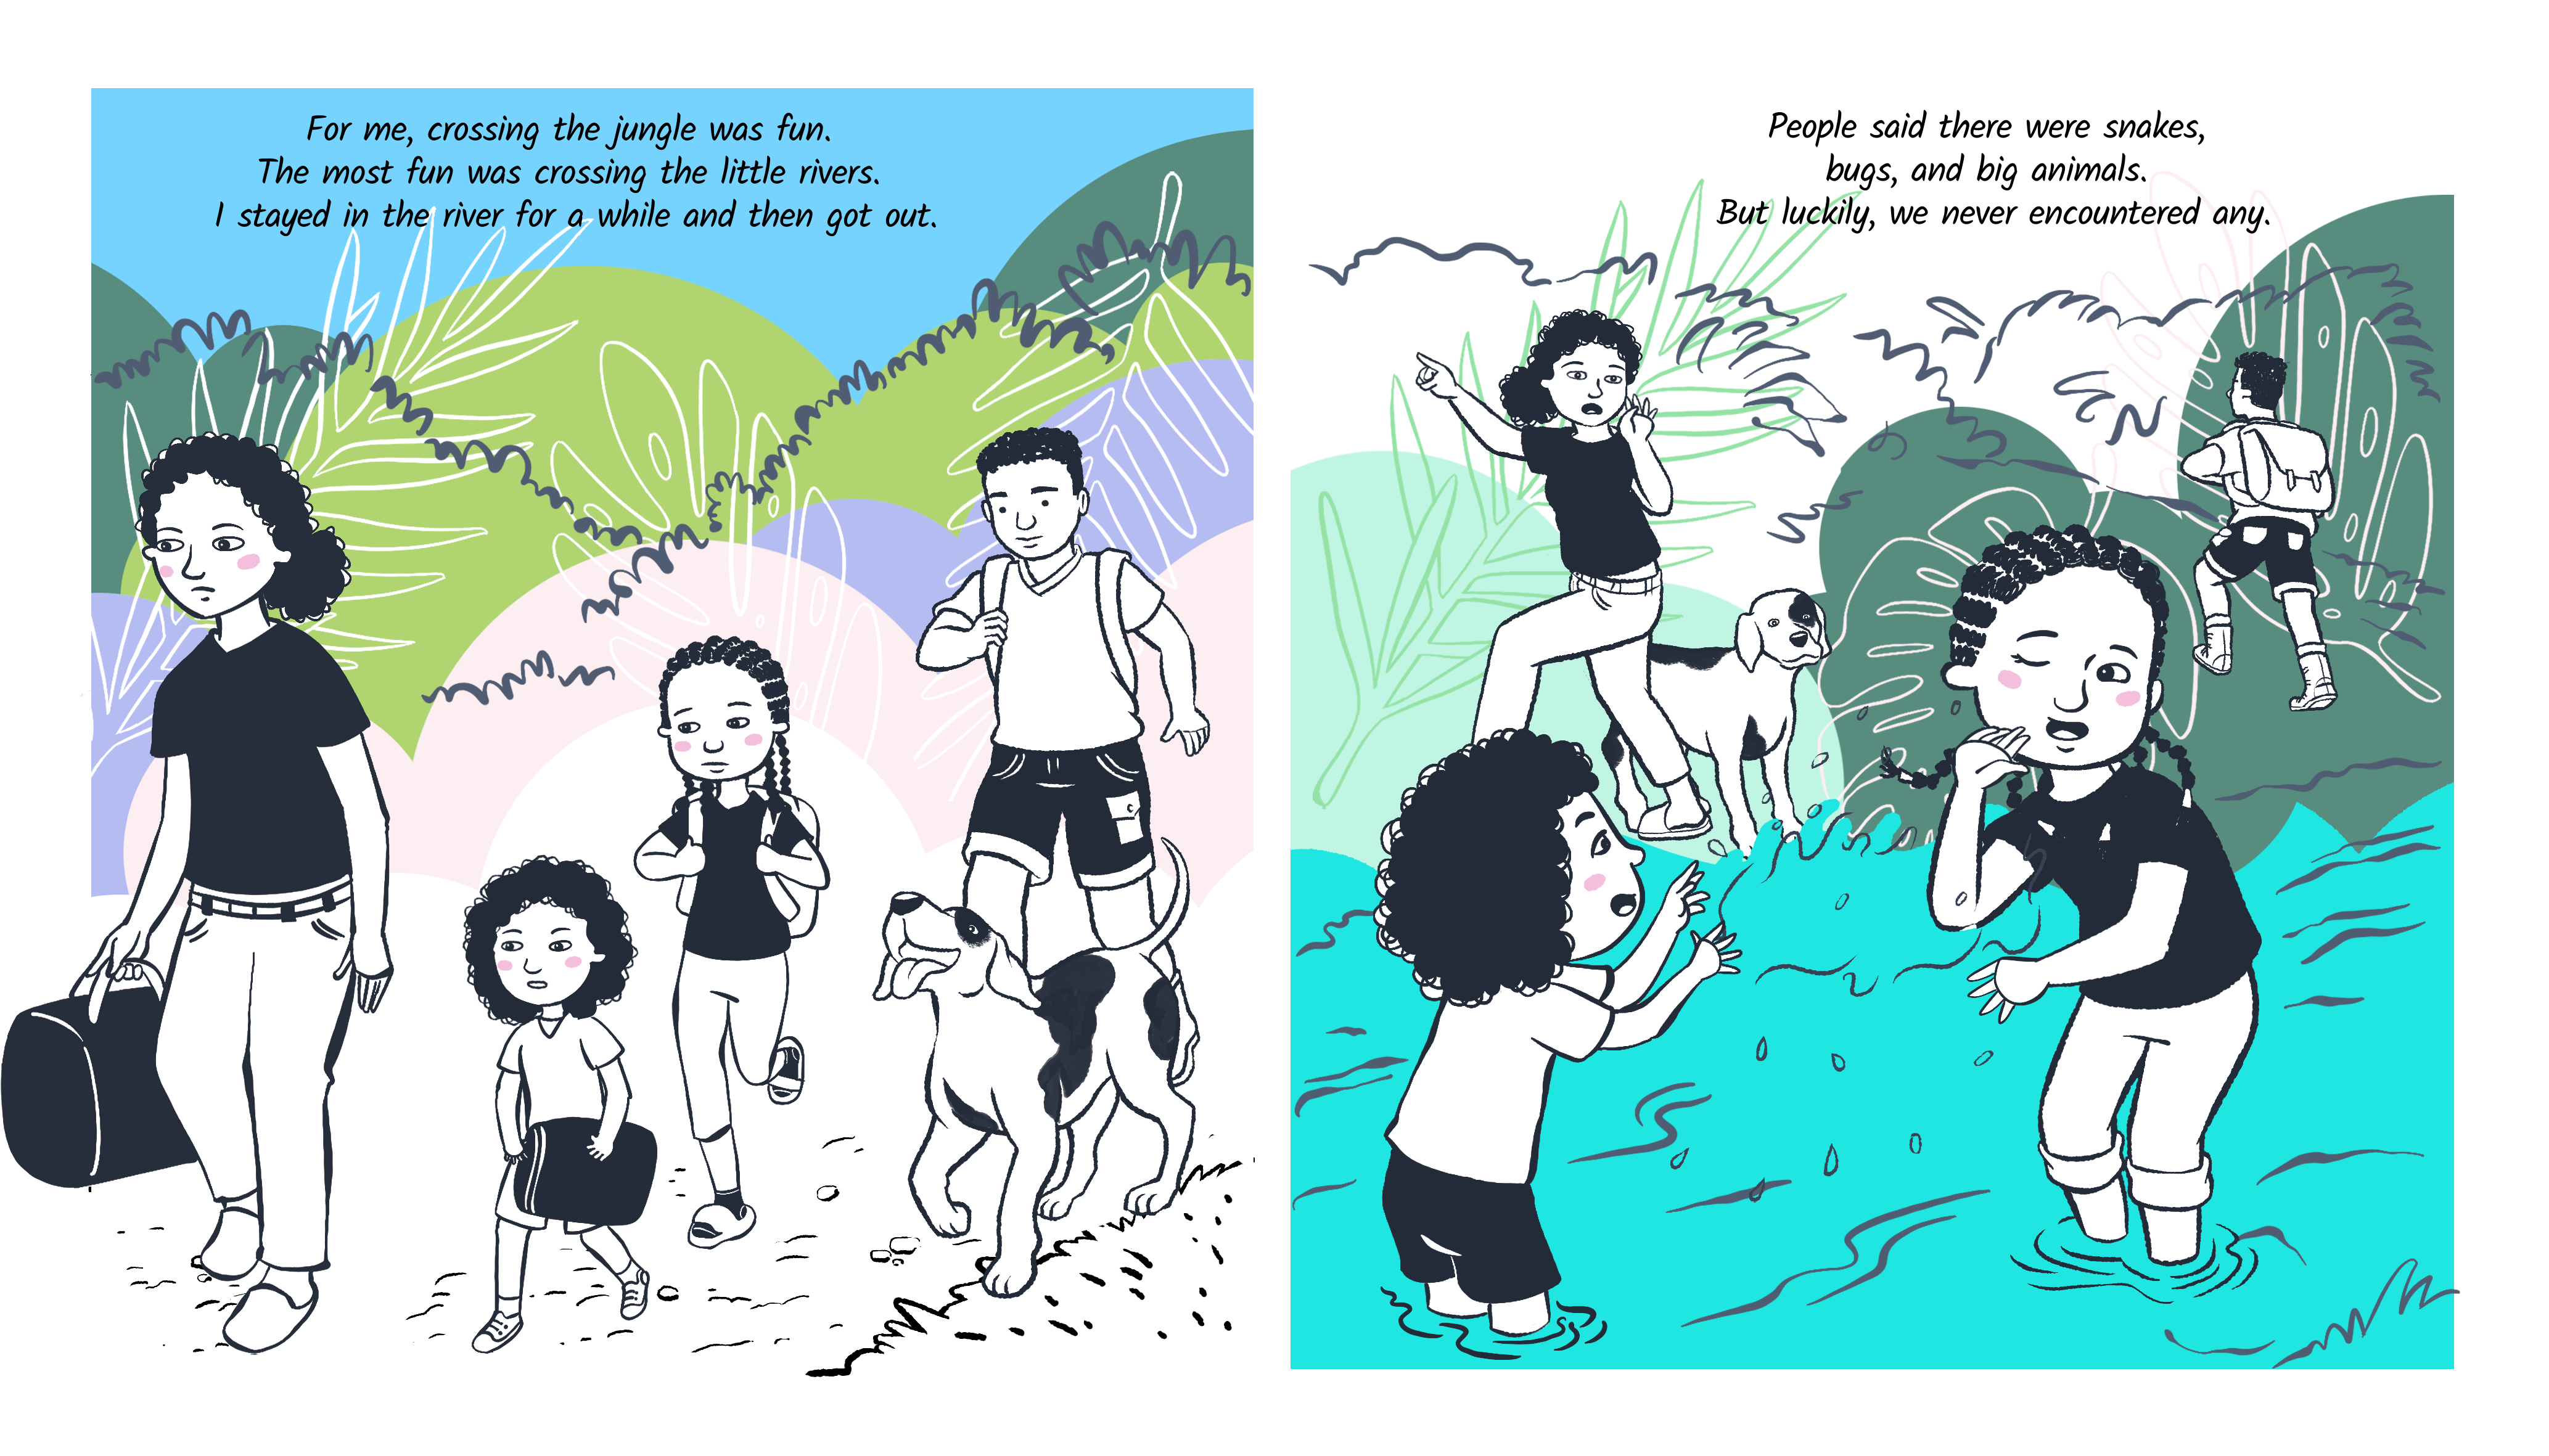 For me, crossing the jungle was fun.
The most fun was crossing the little rivers.
I stayed in the river for a while and then got out.
People said there were snakes,
bugs, and big animals.
But luckily, we never encountered any.